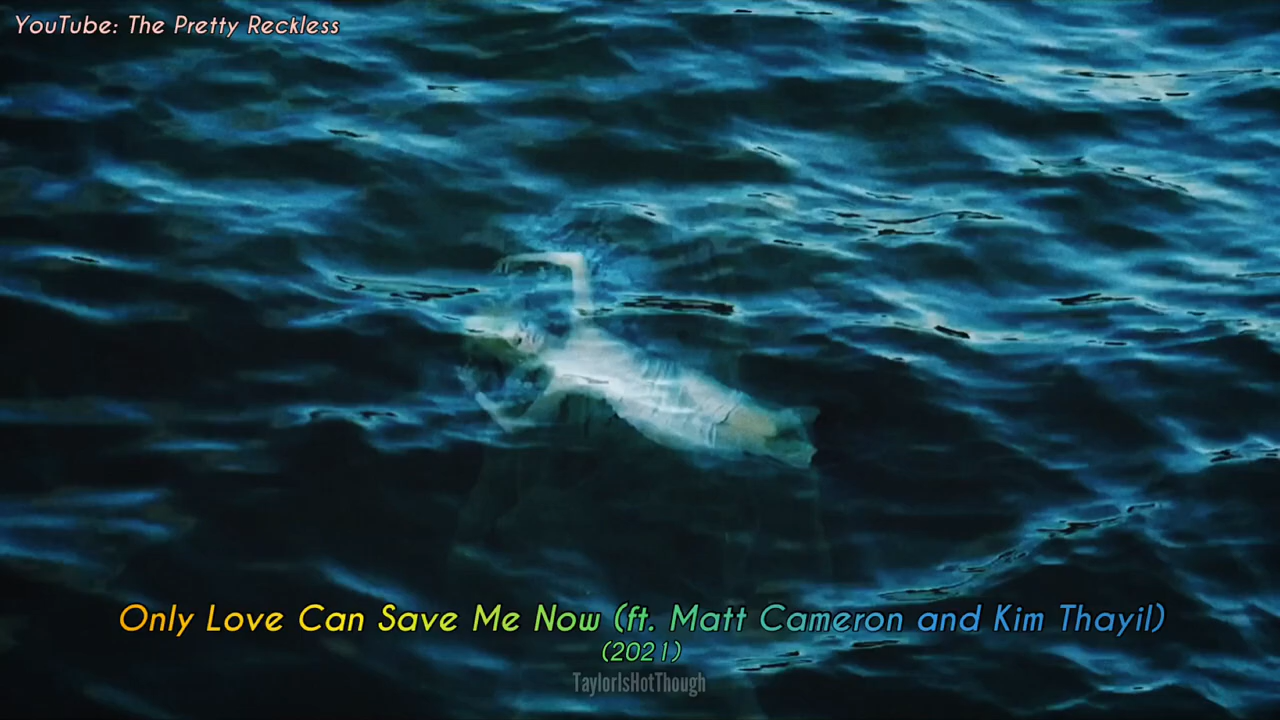 YouTube: The Pretty Reckless
Only Love Can Save Me Now (ft. Matt Cameron and Kim Thayil)
(2021)
TaylorIsHotThough